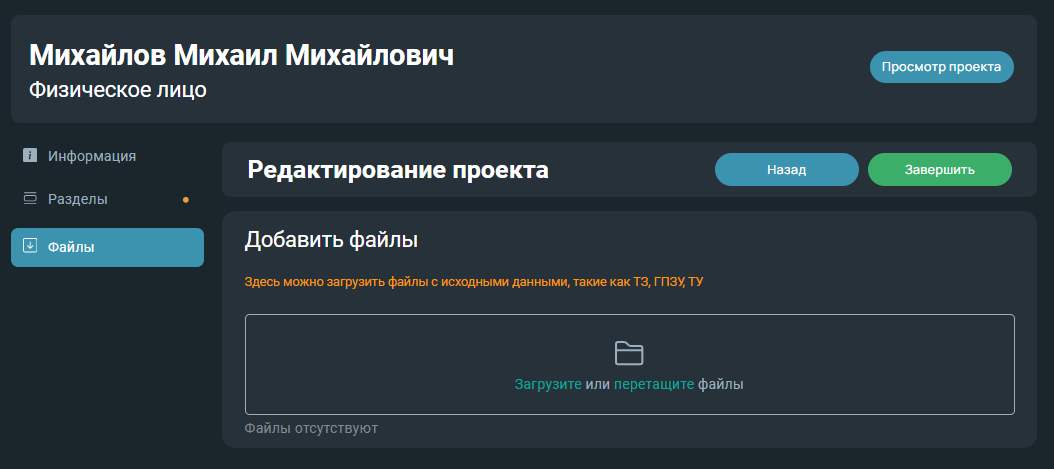 Михайлов Михаил Михайлович
Физическое лицо
Просмотр проекта
Информация
Разделы
Файлы
Редактирование проекта
Назад
Завершить
Добавить файлы
Здесь можно загрузить файлы с исходными данными, такие как ТЗ, ГПЗУ, ТУ
Загрузите или перетащите файлы
Файлы отсутствуют